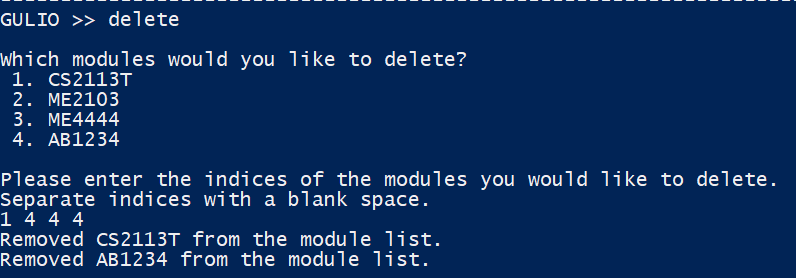 GULIO >> delete
Which modules would you like to delete?
1. CS2113T
2. ME2103
3. ME4444
4. AB1234
Please enter the indices of the modules you would like to delete.
Separate indices with a blank space.
1 4 4 4
Removed CS2113T from the module list.
Removed AB1234 from the module list.